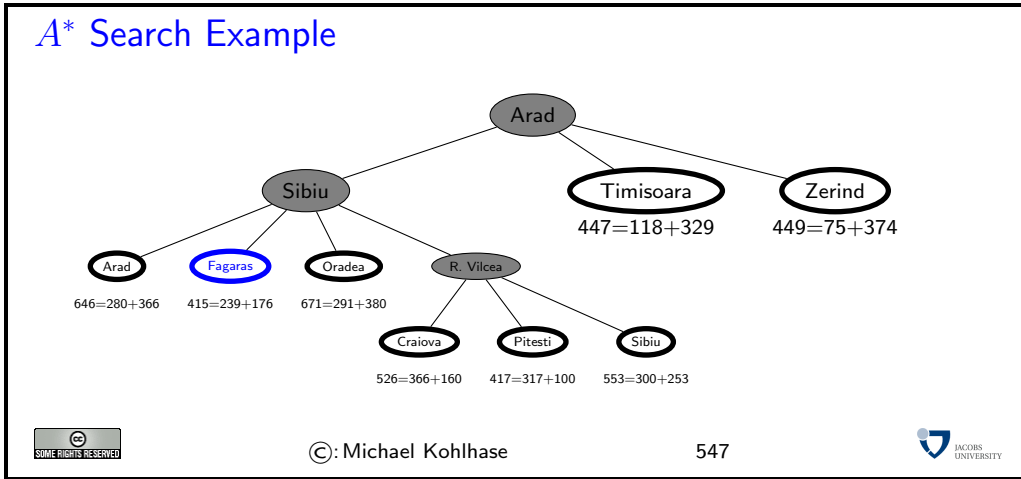 A* Search Example
Arad
Sibiu
Timisoara
Zerind
447=118+329
449=75+374
Arad
Fagaras
Oradea
R. Vilcea
646=280+366
415=239+176
671=291+380
Craiova
Pitesti
Sibiu
526=366+160
417=317+100
553=300+253
cc
SOME RIGHTS RESERVED
©: Michael Kohlhase
547
JACOBS
UNIVERSITY